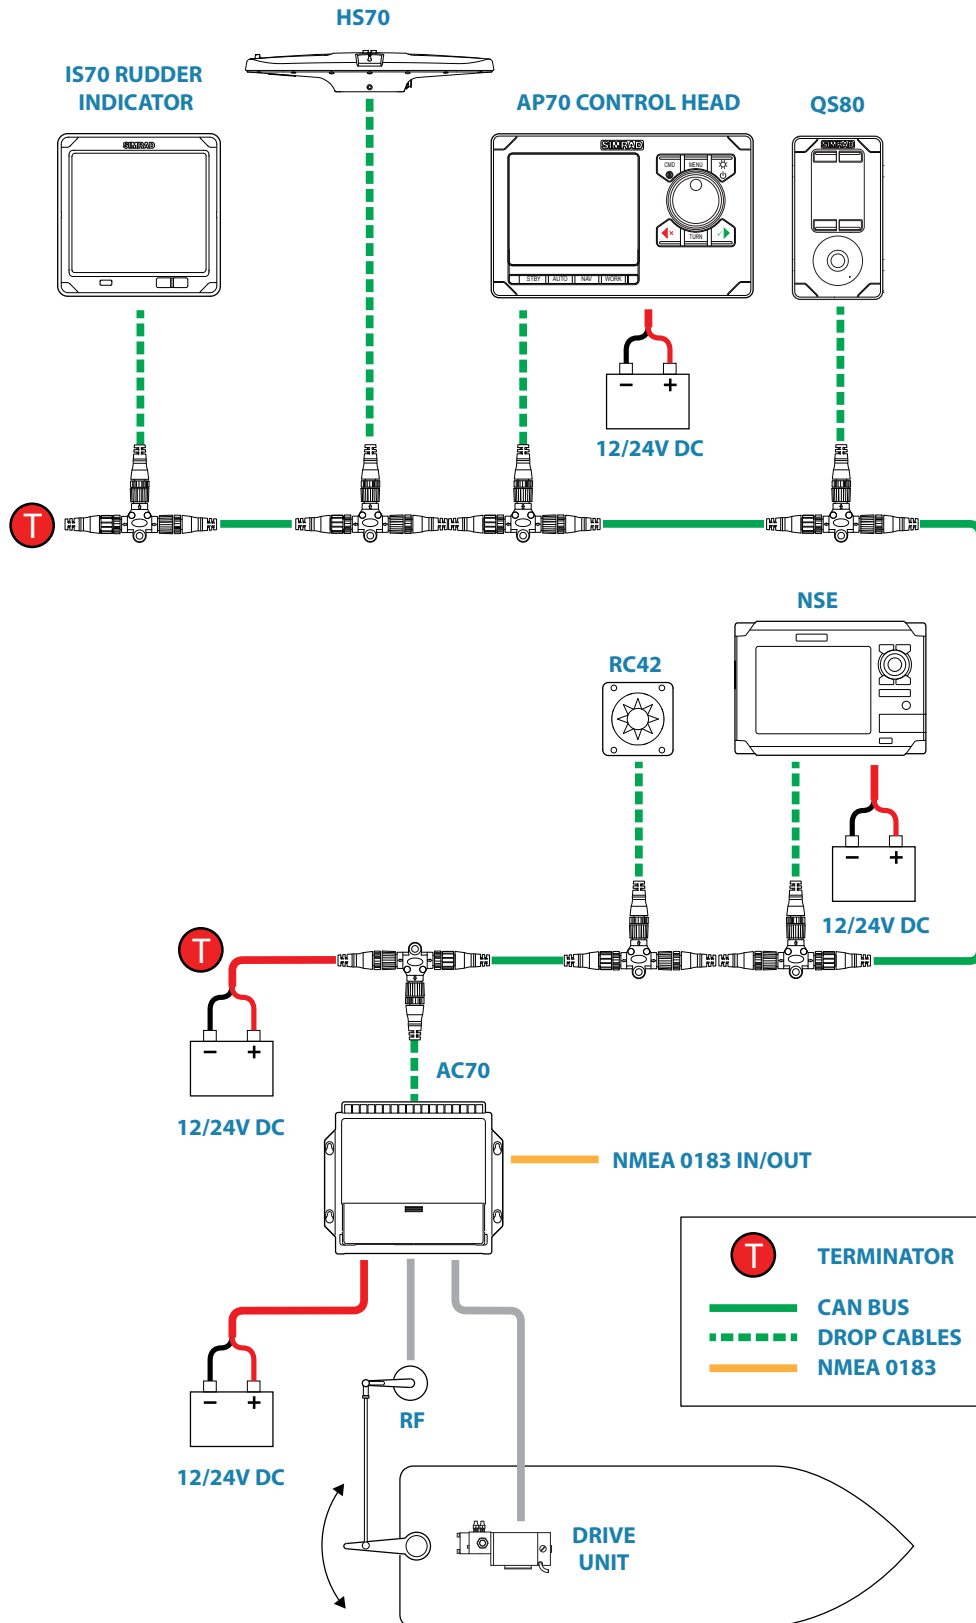 HS70
IS70 RUDDER
INDICATOR
AP70 CONTROL HEAD
QS80
SIMRAD
SIMRAD
SIMRAD
CMD
MENU
TURN
STBY
AUTO
NAV
WORK
12/24V DC
T
NSE
RC42
12/24V DC
T
AC70
12/24V DC
NMEA 0183 IN/OUT
T
TERMINATOR
CAN BUS
DROP CABLES
NMEA 0183
RF
12/24V DC
DRIVE
UNIT